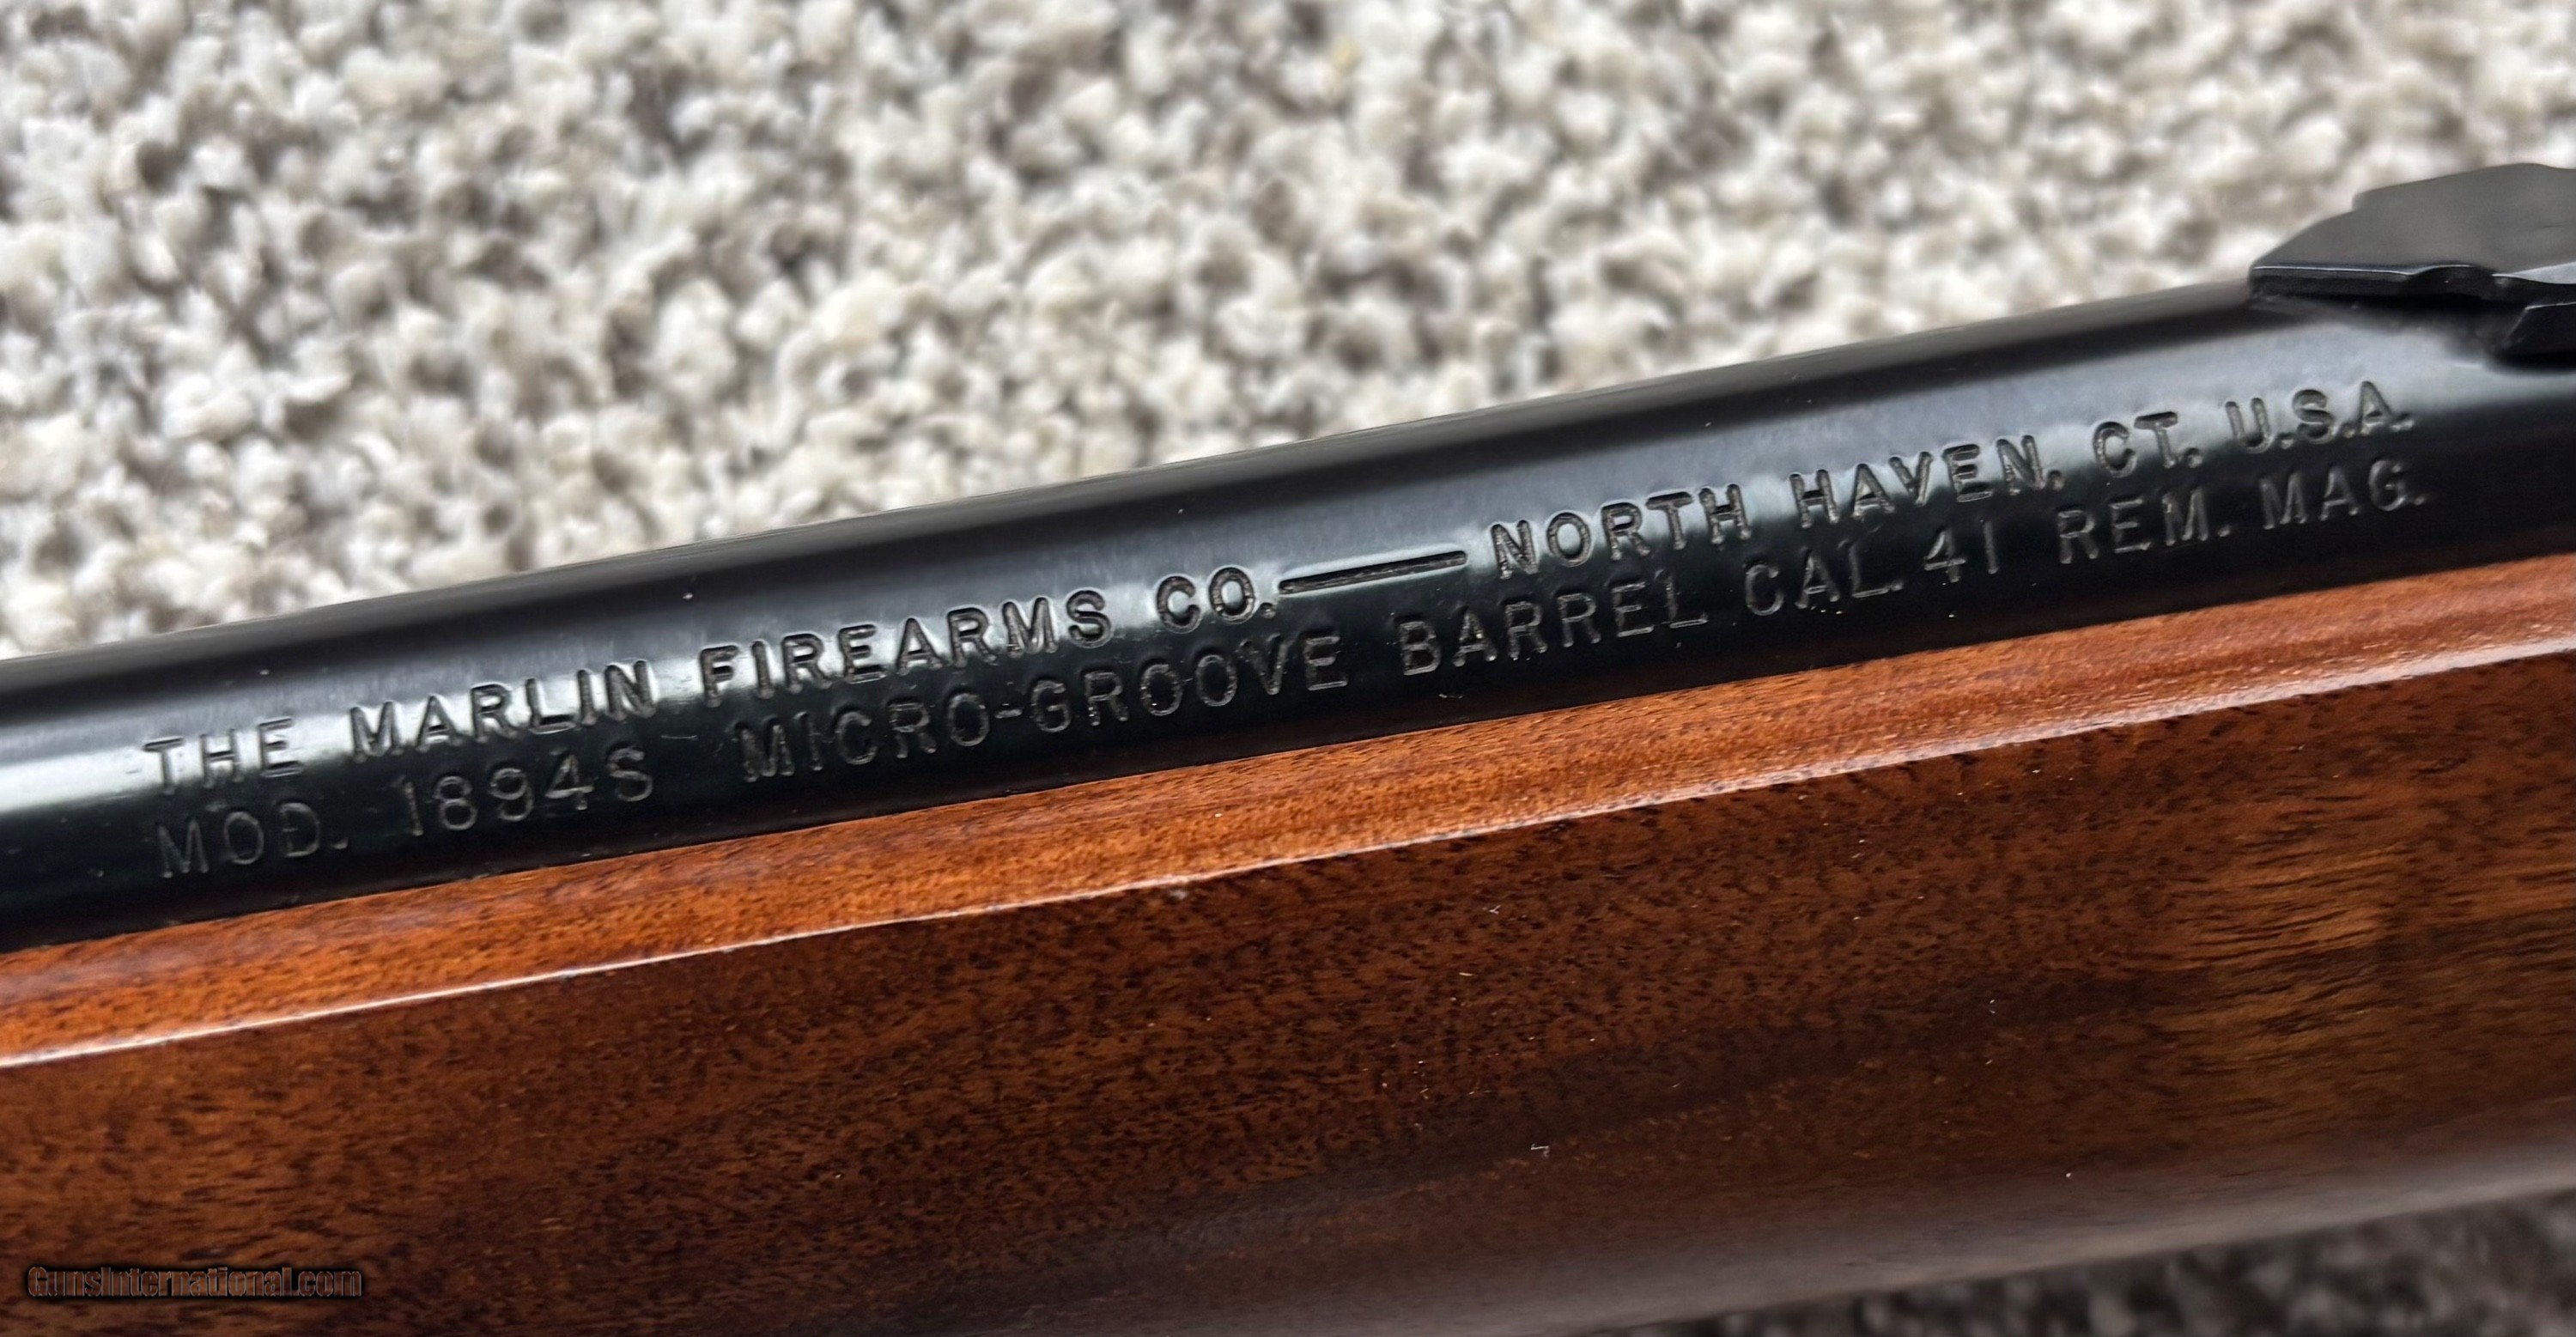 THE MARLIN FIREARMS CO.—NORTH HAVEN, CT. U.S.A.
MOD. 1894S MICRO-GROOVE BARREL CAL. 41 REM. MAG.
GunsInternational.com